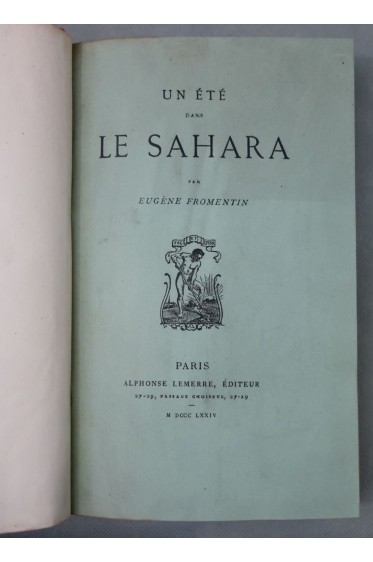 UN ÉTÉ
DANS
LE SAHARA
PAR
EUGÈNE FROMENTIN
PARIS
ALPHONSE LEMERRE, ÉDITEUR
27-29, PASSAGE CHOISEUL, 27-29
M DCCC LXXIV